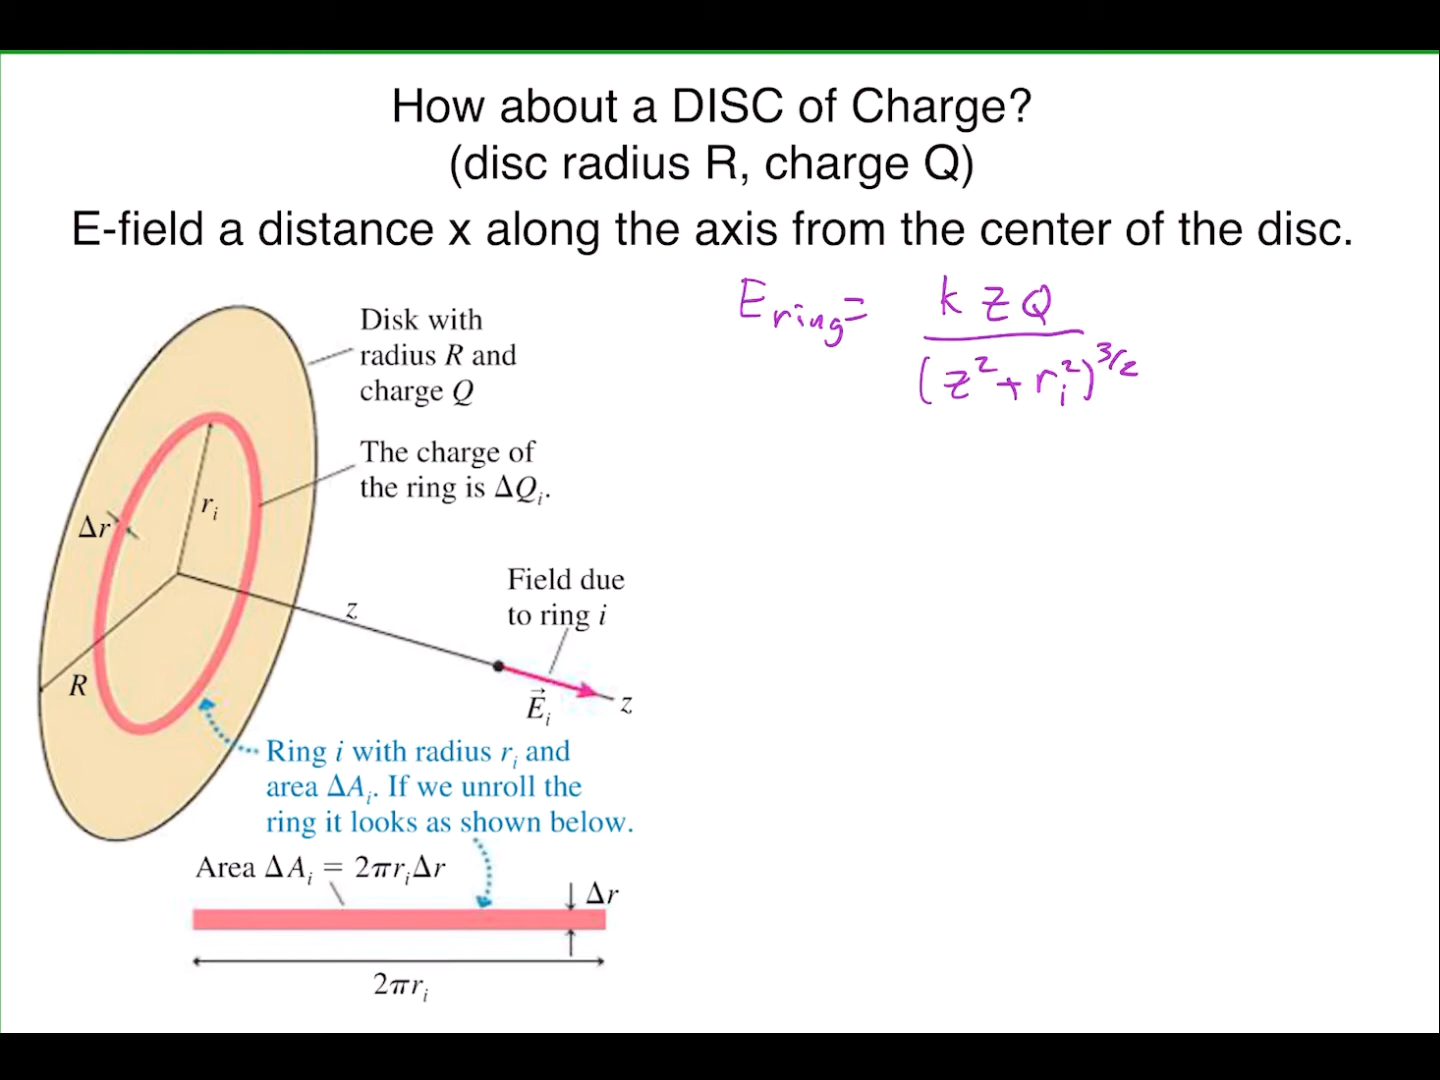 How about a DISC of Charge?
(disc radius R, charge Q)
E-field a distance x along the axis from the center of the disc.
E ring = k z Q / (z² + rᵢ²)^3/2
Disk with
radius R and
charge Q
The charge of
the ring is ΔQᵢ.
rᵢ
Δr
Field due
to ring i
z
R
E⃗ᵢ
z
Ring i with radius rᵢ and
area ΔAᵢ. If we unroll the
ring it looks as shown below.
Area ΔAᵢ = 2πrᵢΔr
Δr
2πrᵢ